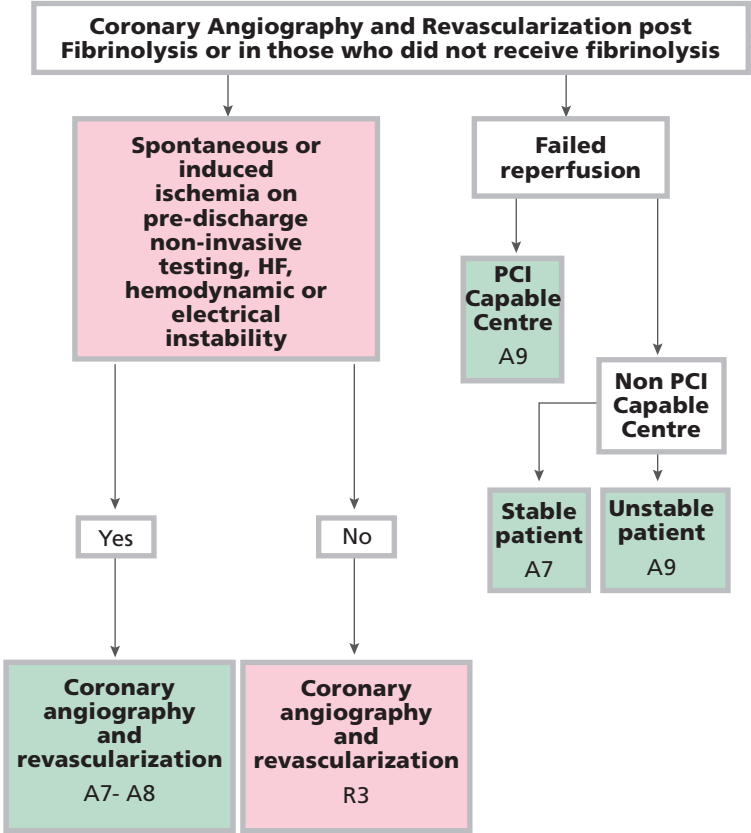 Coronary Angiography and Revascularization post
Fibrinolysis or in those who did not receive fibrinolysis
Spontaneous or
induced
ischemia on
pre-discharge
non-invasive
testing, HF,
hemodynamic or
electrical
instability
Failed
reperfusion
PCI
Capable
Centre
A9
Non PCI
Capable
Centre
Stable
patient
A7
Unstable
patient
A9
Yes
No
Coronary
angiography
and
revascularization
A7- A8
Coronary
angiography
and
revascularization
R3